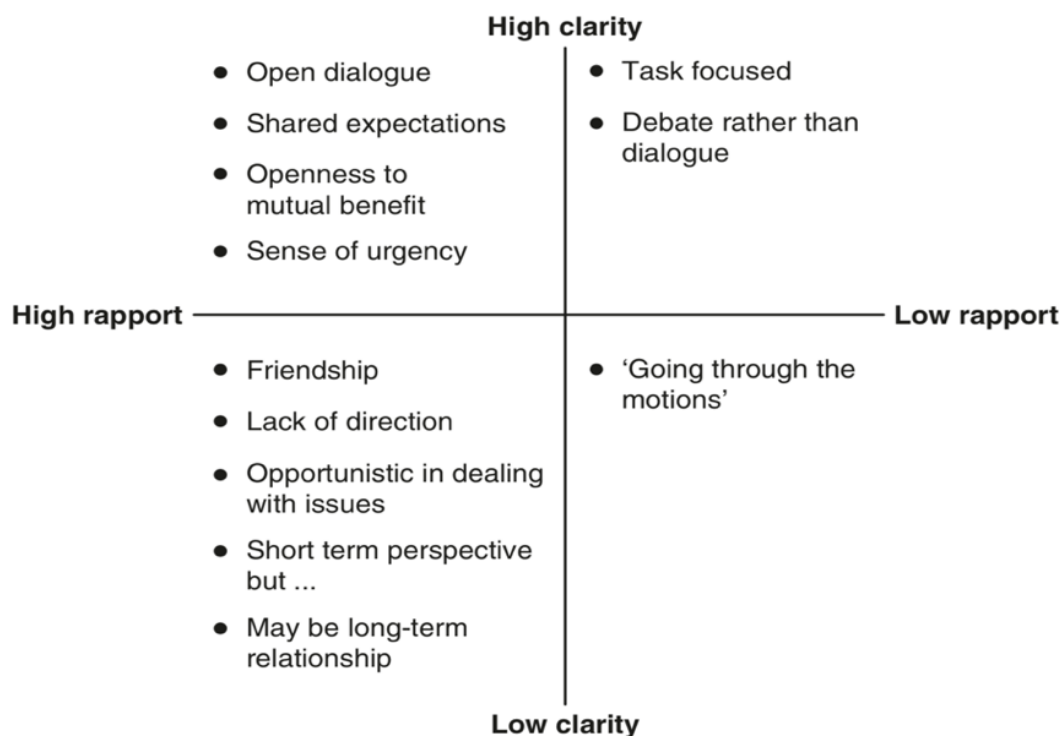 High clarity
• Open dialogue
• Shared expectations
• Openness to
mutual benefit
• Sense of urgency
• Task focused
• Debate rather than
dialogue
High rapport
Low rapport
• Friendship
• Lack of direction
• Opportunistic in dealing
with issues
• Short term perspective
but ...
• May be long-term
relationship
• ‘Going through the
motions’
Low clarity